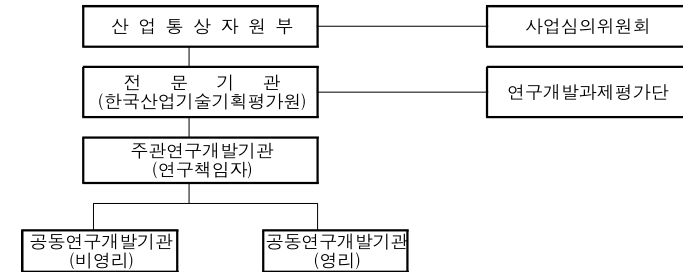 산 업 통 상 자 원 부
사업심의위원회
전 문 기 관
(한국산업기술기획평가원)
연구개발과제평가단
주관연구개발기관
(연구책임자)
공동연구개발기관
(비영리)
공동연구개발기관
(영리)